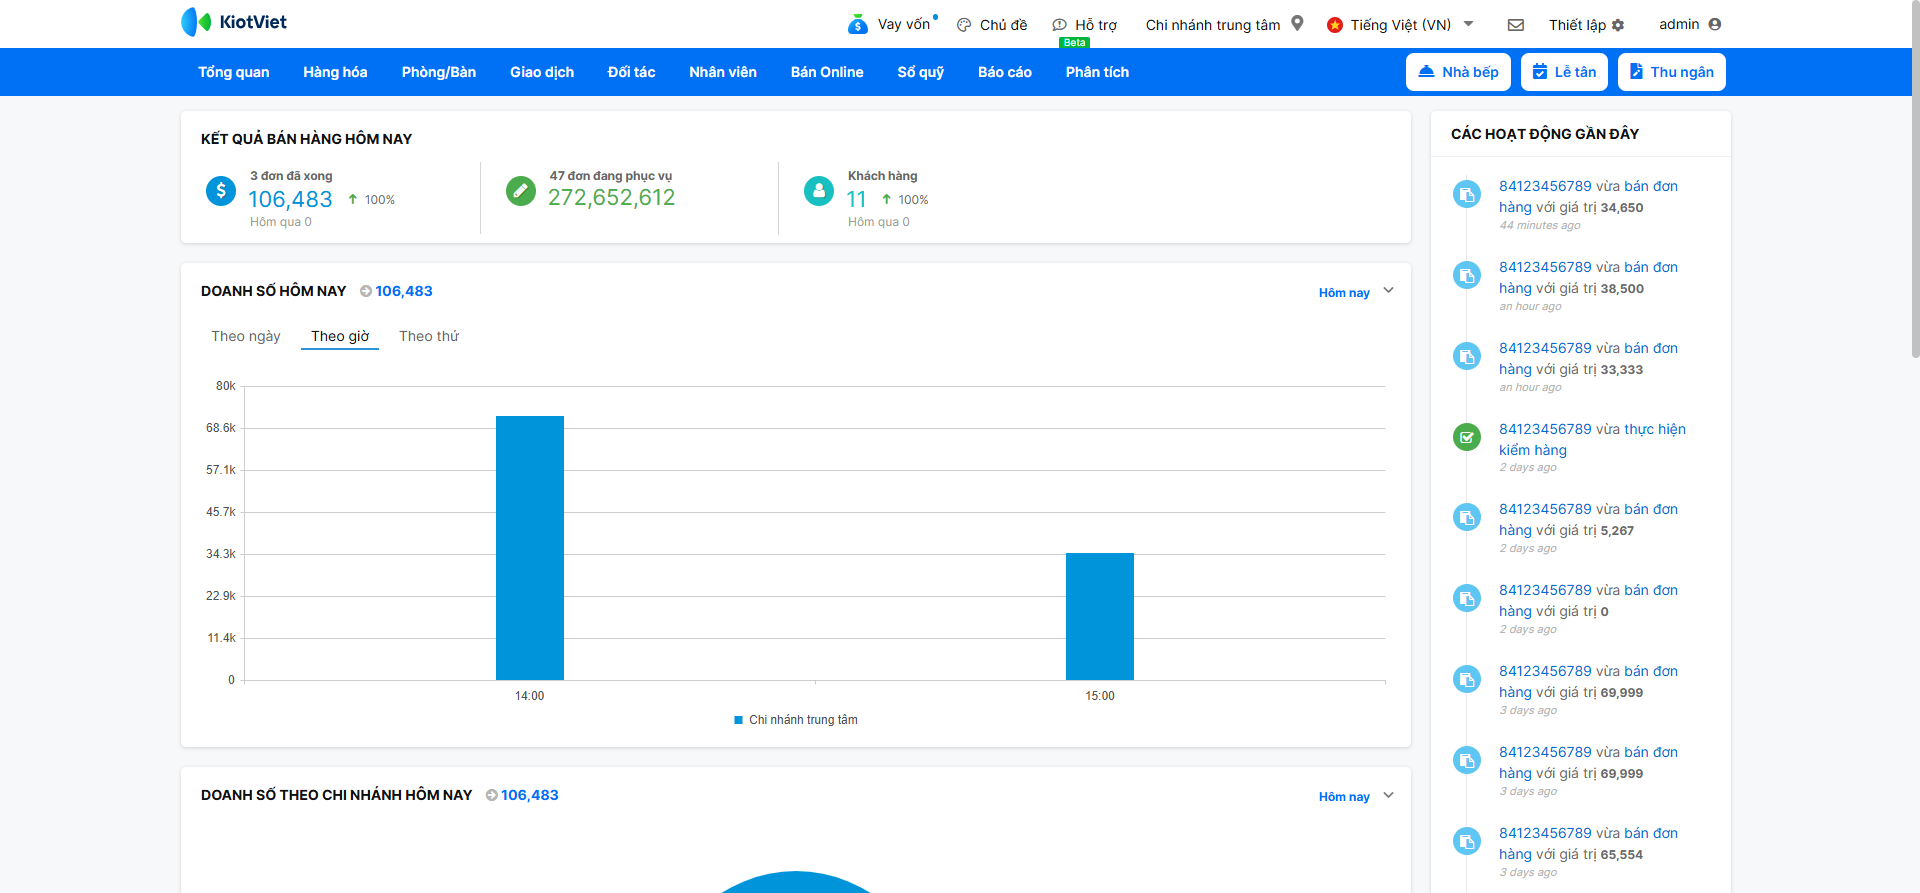 KiotViet
Vay vốn
Chủ đề
Hỗ trợ
Beta
Chi nhánh trung tâm
Tiếng Việt (VN)
Thiết lập
admin
Tổng quan
Hàng hóa
Phòng/Bàn
Giao dịch
Đối tác
Nhân viên
Bán Online
Sổ quỹ
Báo cáo
Phân tích
Nhà bếp
Lễ tân
Thu ngân
KẾT QUẢ BÁN HÀNG HÔM NAY
3 đơn đã xong
106,483 100%
Hôm qua 0
47 đơn đang phục vụ
272,652,612
Khách hàng
11 100%
Hôm qua 0
DOANH SỐ HÔM NAY 106,483
Hôm nay
Theo ngày
Theo giờ
Theo thứ
80k
68.6k
57.1k
45.7k
34.3k
22.9k
11.4k
0
14:00
15:00
Chi nhánh trung tâm
DOANH SỐ THEO CHI NHÁNH HÔM NAY 106,483
Hôm nay
CÁC HOẠT ĐỘNG GẦN ĐÂY
84123456789 vừa bán đơn
hàng với giá trị 34,650
44 minutes ago
84123456789 vừa bán đơn
hàng với giá trị 38,500
an hour ago
84123456789 vừa bán đơn
hàng với giá trị 33,333
an hour ago
84123456789 vừa thực hiện
kiểm hàng
2 days ago
84123456789 vừa bán đơn
hàng với giá trị 5,267
2 days ago
84123456789 vừa bán đơn
hàng với giá trị 0
2 days ago
84123456789 vừa bán đơn
hàng với giá trị 69,999
3 days ago
84123456789 vừa bán đơn
hàng với giá trị 69,999
3 days ago
84123456789 vừa bán đơn
hàng với giá trị 65,554
3 days ago